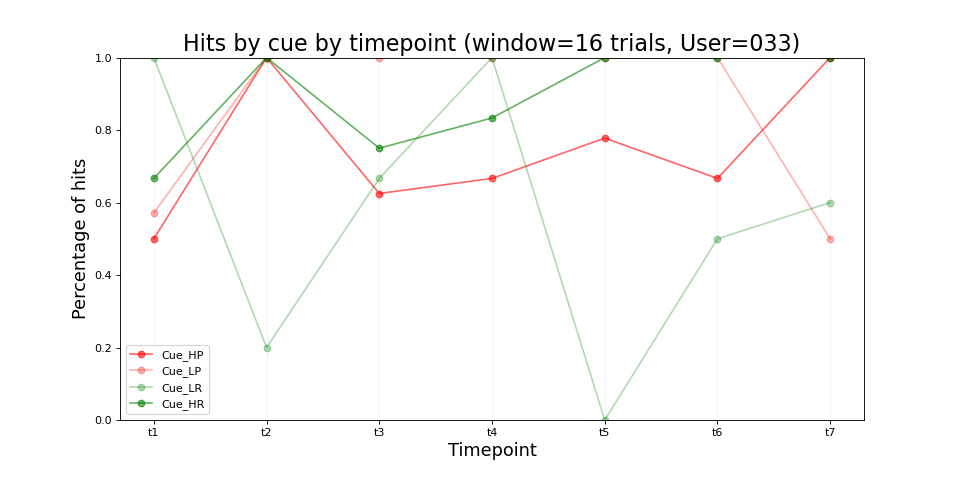 Hits by cue by timepoint (window=16 trials, User=033)
Percentage of hits
1.0
0.8
0.6
0.4
0.2
0.0
Cue_HP
Cue_LP
Cue_LR
Cue_HR
t1 t2 t3 t4 t5 t6 t7
Timepoint